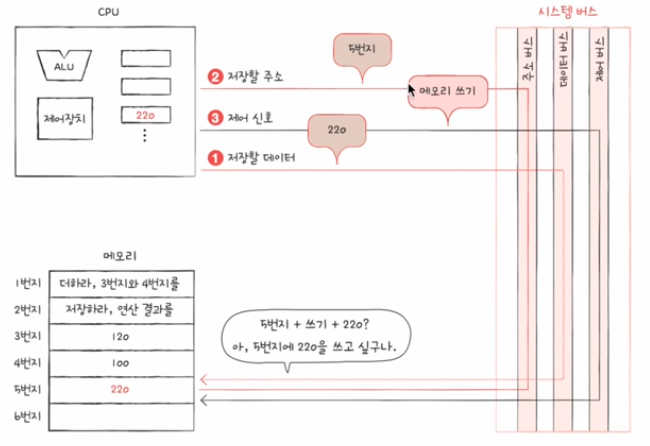 CPU
시스템 버스
ALU
제어장치
220
5번지
② 저장할 주소
메모리 쓰기
③ 제어 신호
220
① 저장할 데이터
주소 버스
데이터 버스
제어 버스
메모리
1번지 더하라, 3번지와 4번지를
2번지 저장하라, 연산 결과를
3번지 120
4번지 100
5번지 220
6번지
5번지 + 쓰기 + 220?
아, 5번지에 220을 쓰고 싶구나.